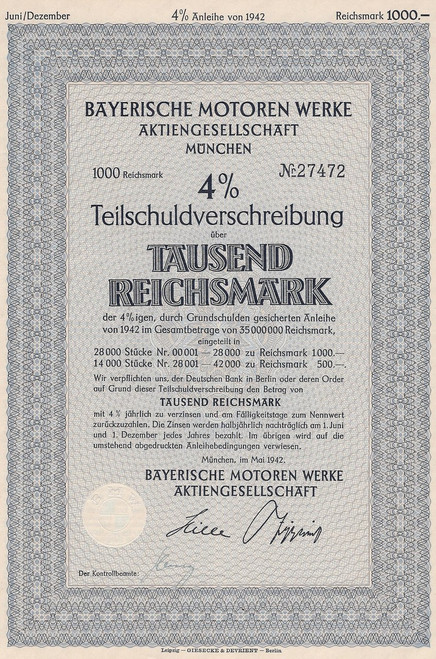 Juni/Dezember 4% Anleihe von 1942 Reichsmark 1000.—
BAYERISCHE MOTOREN WERKE
AKTIENGESELLSCHAFT
MÜNCHEN
1000 Reichsmark Nr. 27472
4%
Teilschuldverschreibung
über
TAUSEND
REICHSMARK
der 4%igen, durch Grundschulden gesicherten Anleihe
von 1942 im Gesamtbetrage von 35 000 000 Reichsmark,
eingeteilt in
28 000 Stücke Nr. 00 001 — 28 000 zu Reichsmark 1000.—
14 000 Stücke Nr. 28 001 — 42 000 zu Reichsmark 500.—.
Wir verpflichten uns, der Deutschen Bank in Berlin oder deren Order
auf Grund dieser Teilschuldverschreibung den Betrag von
TAUSEND REICHSMARK
mit 4 % jährlich zu verzinsen und am Fälligkeitstage zum Nennwert
zurückzuzahlen. Die Zinsen werden halbjährlich nachträglich am 1. Juni
und 1. Dezember jedes Jahres bezahlt. Im übrigen wird auf die
umstehend abgedruckten Anleihebedingungen verwiesen.
München, im Mai 1942.
BAYERISCHE MOTOREN WERKE
AKTIENGESELLSCHAFT
Der Kontrollbeamte:
Leipzig — GIESECKE & DEVRIENT — Berlin